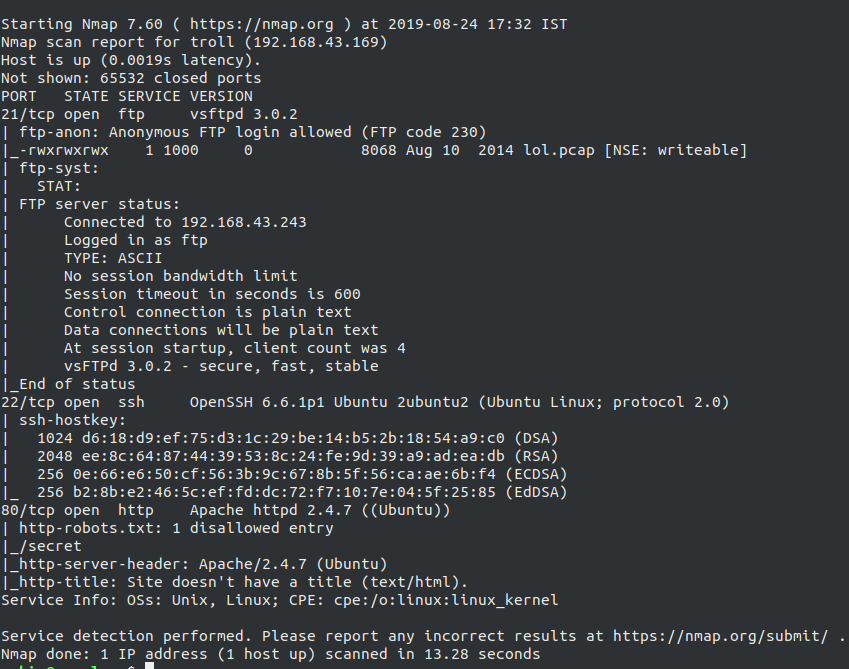 Starting Nmap 7.60 ( https://nmap.org ) at 2019-08-24 17:32 IST
Nmap scan report for troll (192.168.43.169)
Host is up (0.0019s latency).
Not shown: 65532 closed ports
PORT   STATE SERVICE VERSION
21/tcp open  ftp     vsftpd 3.0.2
| ftp-anon: Anonymous FTP login allowed (FTP code 230)
|_-rwxrwxrwx    1 1000     0            8068 Aug 10  2014 lol.pcap [NSE: writeable]
| ftp-syst:
|   STAT:
| FTP server status:
|      Connected to 192.168.43.243
|      Logged in as ftp
|      TYPE: ASCII
|      No session bandwidth limit
|      Session timeout in seconds is 600
|      Control connection is plain text
|      Data connections will be plain text
|      At session startup, client count was 4
|      vsFTPd 3.0.2 - secure, fast, stable
|_End of status
22/tcp open  ssh     OpenSSH 6.6.1p1 Ubuntu 2ubuntu2 (Ubuntu Linux; protocol 2.0)
| ssh-hostkey:
|   1024 d6:18:d9:ef:75:d3:1c:29:be:14:b5:2b:18:54:a9:c0 (DSA)
|   2048 ee:8c:64:87:44:39:53:8c:24:fe:9d:39:a9:ad:ea:db (RSA)
|   256 0e:66:e6:50:cf:56:3b:9c:67:8b:5f:56:ca:ae:6b:f4 (ECDSA)
|_  256 b2:8b:e2:46:5c:ef:fd:dc:72:f7:10:7e:04:5f:25:85 (EdDSA)
80/tcp open  http    Apache httpd 2.4.7 ((Ubuntu))
| http-robots.txt: 1 disallowed entry
|_/secret
|_http-server-header: Apache/2.4.7 (Ubuntu)
|_http-title: Site doesn't have a title (text/html).
Service Info: OSs: Unix, Linux; CPE: cpe:/o:linux:linux_kernel

Service detection performed. Please report any incorrect results at https://nmap.org/submit/ .
Nmap done: 1 IP address (1 host up) scanned in 13.28 seconds